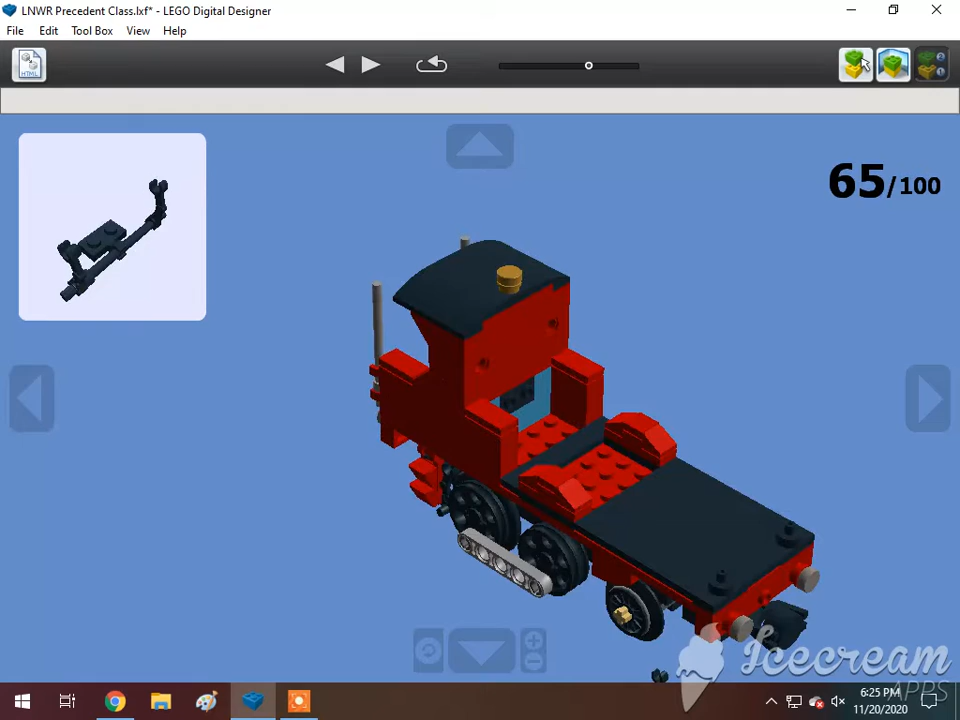 LNWR Precedent Class.lxf* - LEGO Digital Designer
File Edit Tool Box View Help
HTML
65/100
Icecream
APPS
6:25 PM
11/20/2020